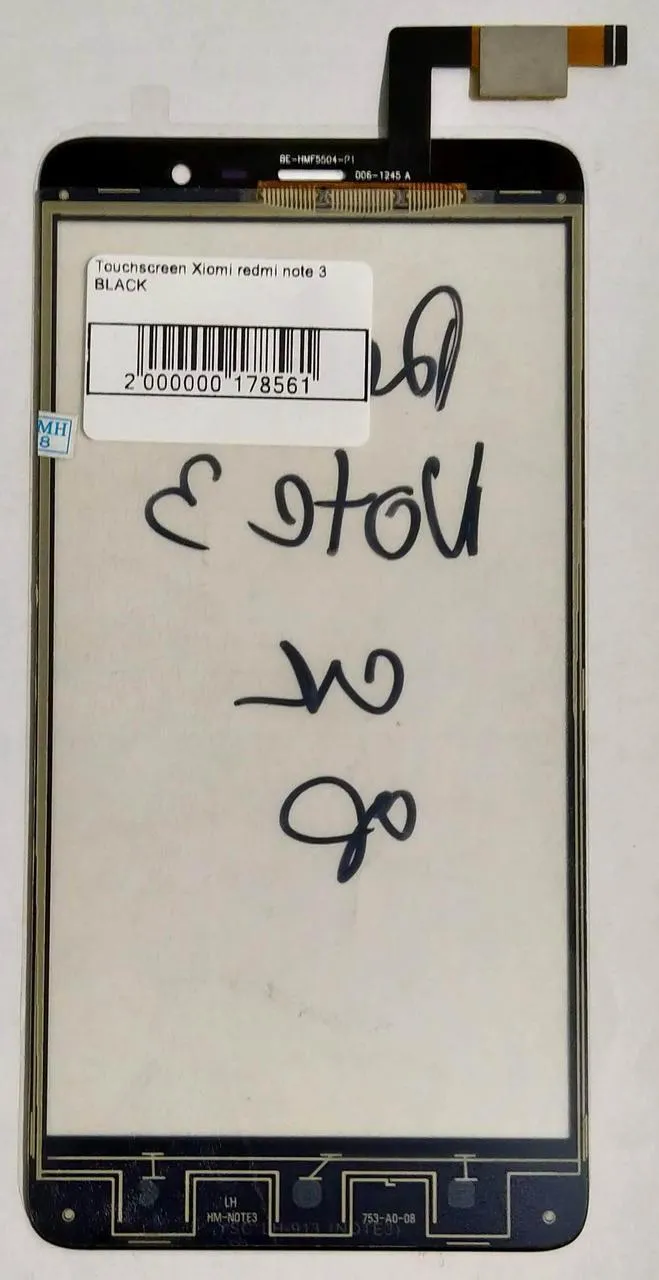 BE-HMF5504-P1
006-1245 A
Touchscreen Xiomi redmi note 3
BLACK
2 000000 178561
MH
8
Note 3
LH
HM-NOTE3
753-A0-08